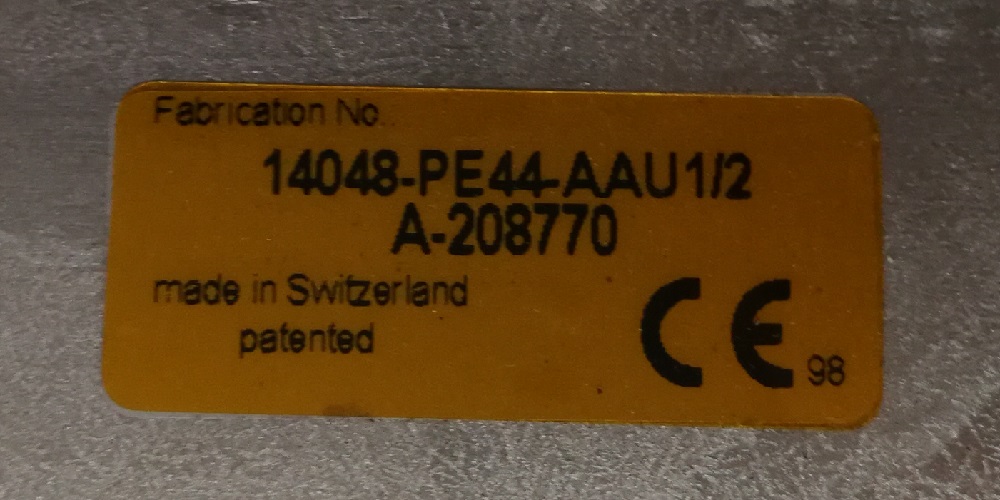 Fabrication No.:
14048-PE44-AAU1/2
A-208770
made in Switzerland
patented
CE 98